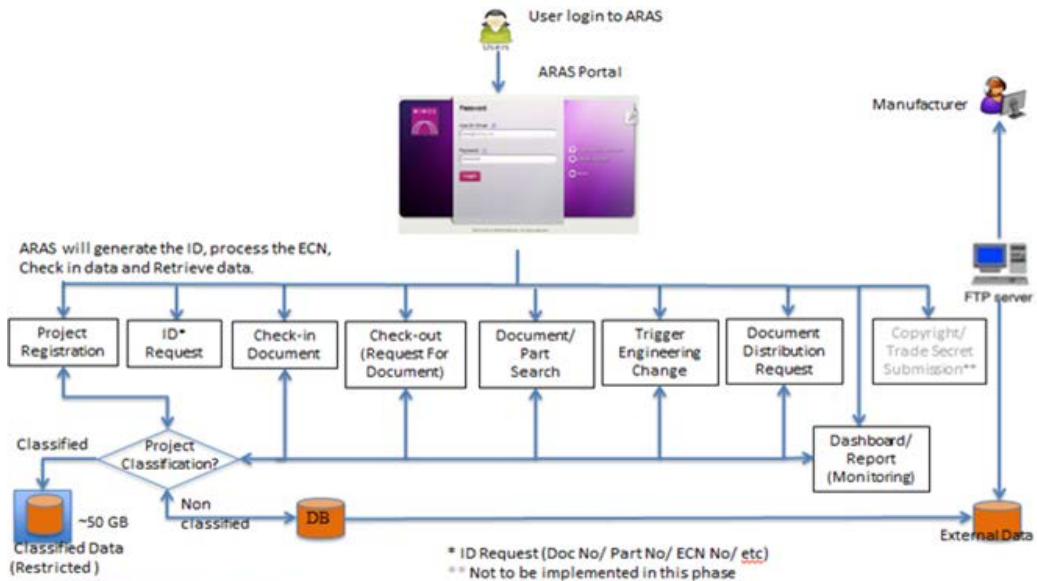 User login to ARAS
Users
ARAS Portal
Manufacturer
Password
Password
Login
ARAS will generate the ID, process the ECN,
Check in data and Retrieve data.
FTP server
Project
Registration
ID*
Request
Check-in
Document
Check-out
(Request For
Document)
Document/
Part
Search
Trigger
Engineering
Change
Document
Distribution
Request
Copyright/
Trade Secret
Submission**
Classified
Project
Classification?
Dashboard/
Report
(Monitoring)
~50 GB
Non
classified
DB
Classified Data
(Restricted )
External Data
* ID Request (Doc No/ Part No/ ECN No/ etc)
** Not to be implemented in this phase